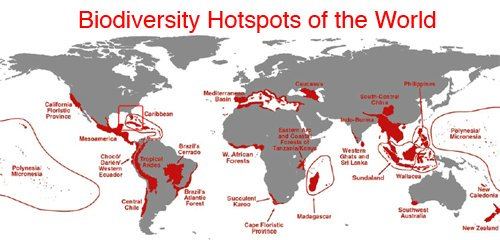 Biodiversity Hotspots of the World
California
Floristic
Province
Caribbean
Mesoamerica
Polynesia/
Micronesia
Chocó/
Darién/
Western
Ecuador
Tropical
Andes
Brazil's
Cerrado
Brazil's
Atlantic
Forest
Central
Chile
Mediterranean
Basin
Caucasus
W. African
Forests
Eastern Arc
and Coastal
Forests of
Tanzania/Kenya
Succulent
Karoo
Cape Floristic
Province
Madagascar
South-Central
China
Philippines
Indo-Burma
Western
Ghats and
Sri Lanka
Sundaland
Wallacea
Polynesia/
Micronesia
New
Caledonia
Southwest
Australia
New Zealand